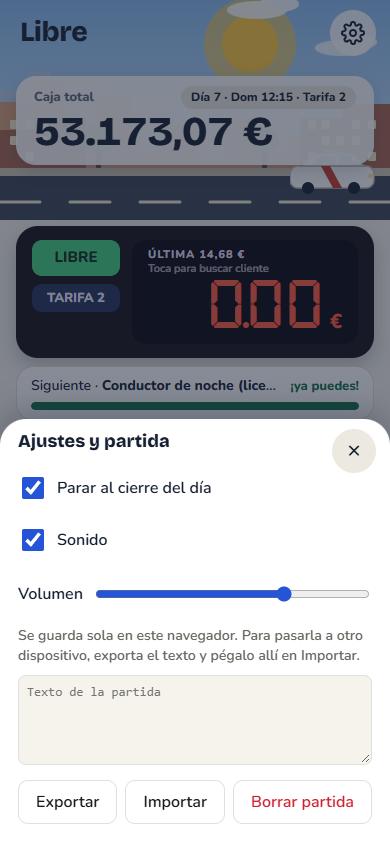 Libre
Caja total
Día 7 · Dom 12:15 · Tarifa 2
53.173,07 €
LIBRE
TARIFA 2
ÚLTIMA 14,68 €
Toca para buscar cliente
0.00 €
Siguiente · Conductor de noche (lice... ¡ya puedes!
Ajustes y partida
×
Parar al cierre del día
Sonido
Volumen
Se guarda sola en este navegador. Para pasarla a otro
dispositivo, exporta el texto y pégalo allí en Importar.
Texto de la partida
Exportar
Importar
Borrar partida